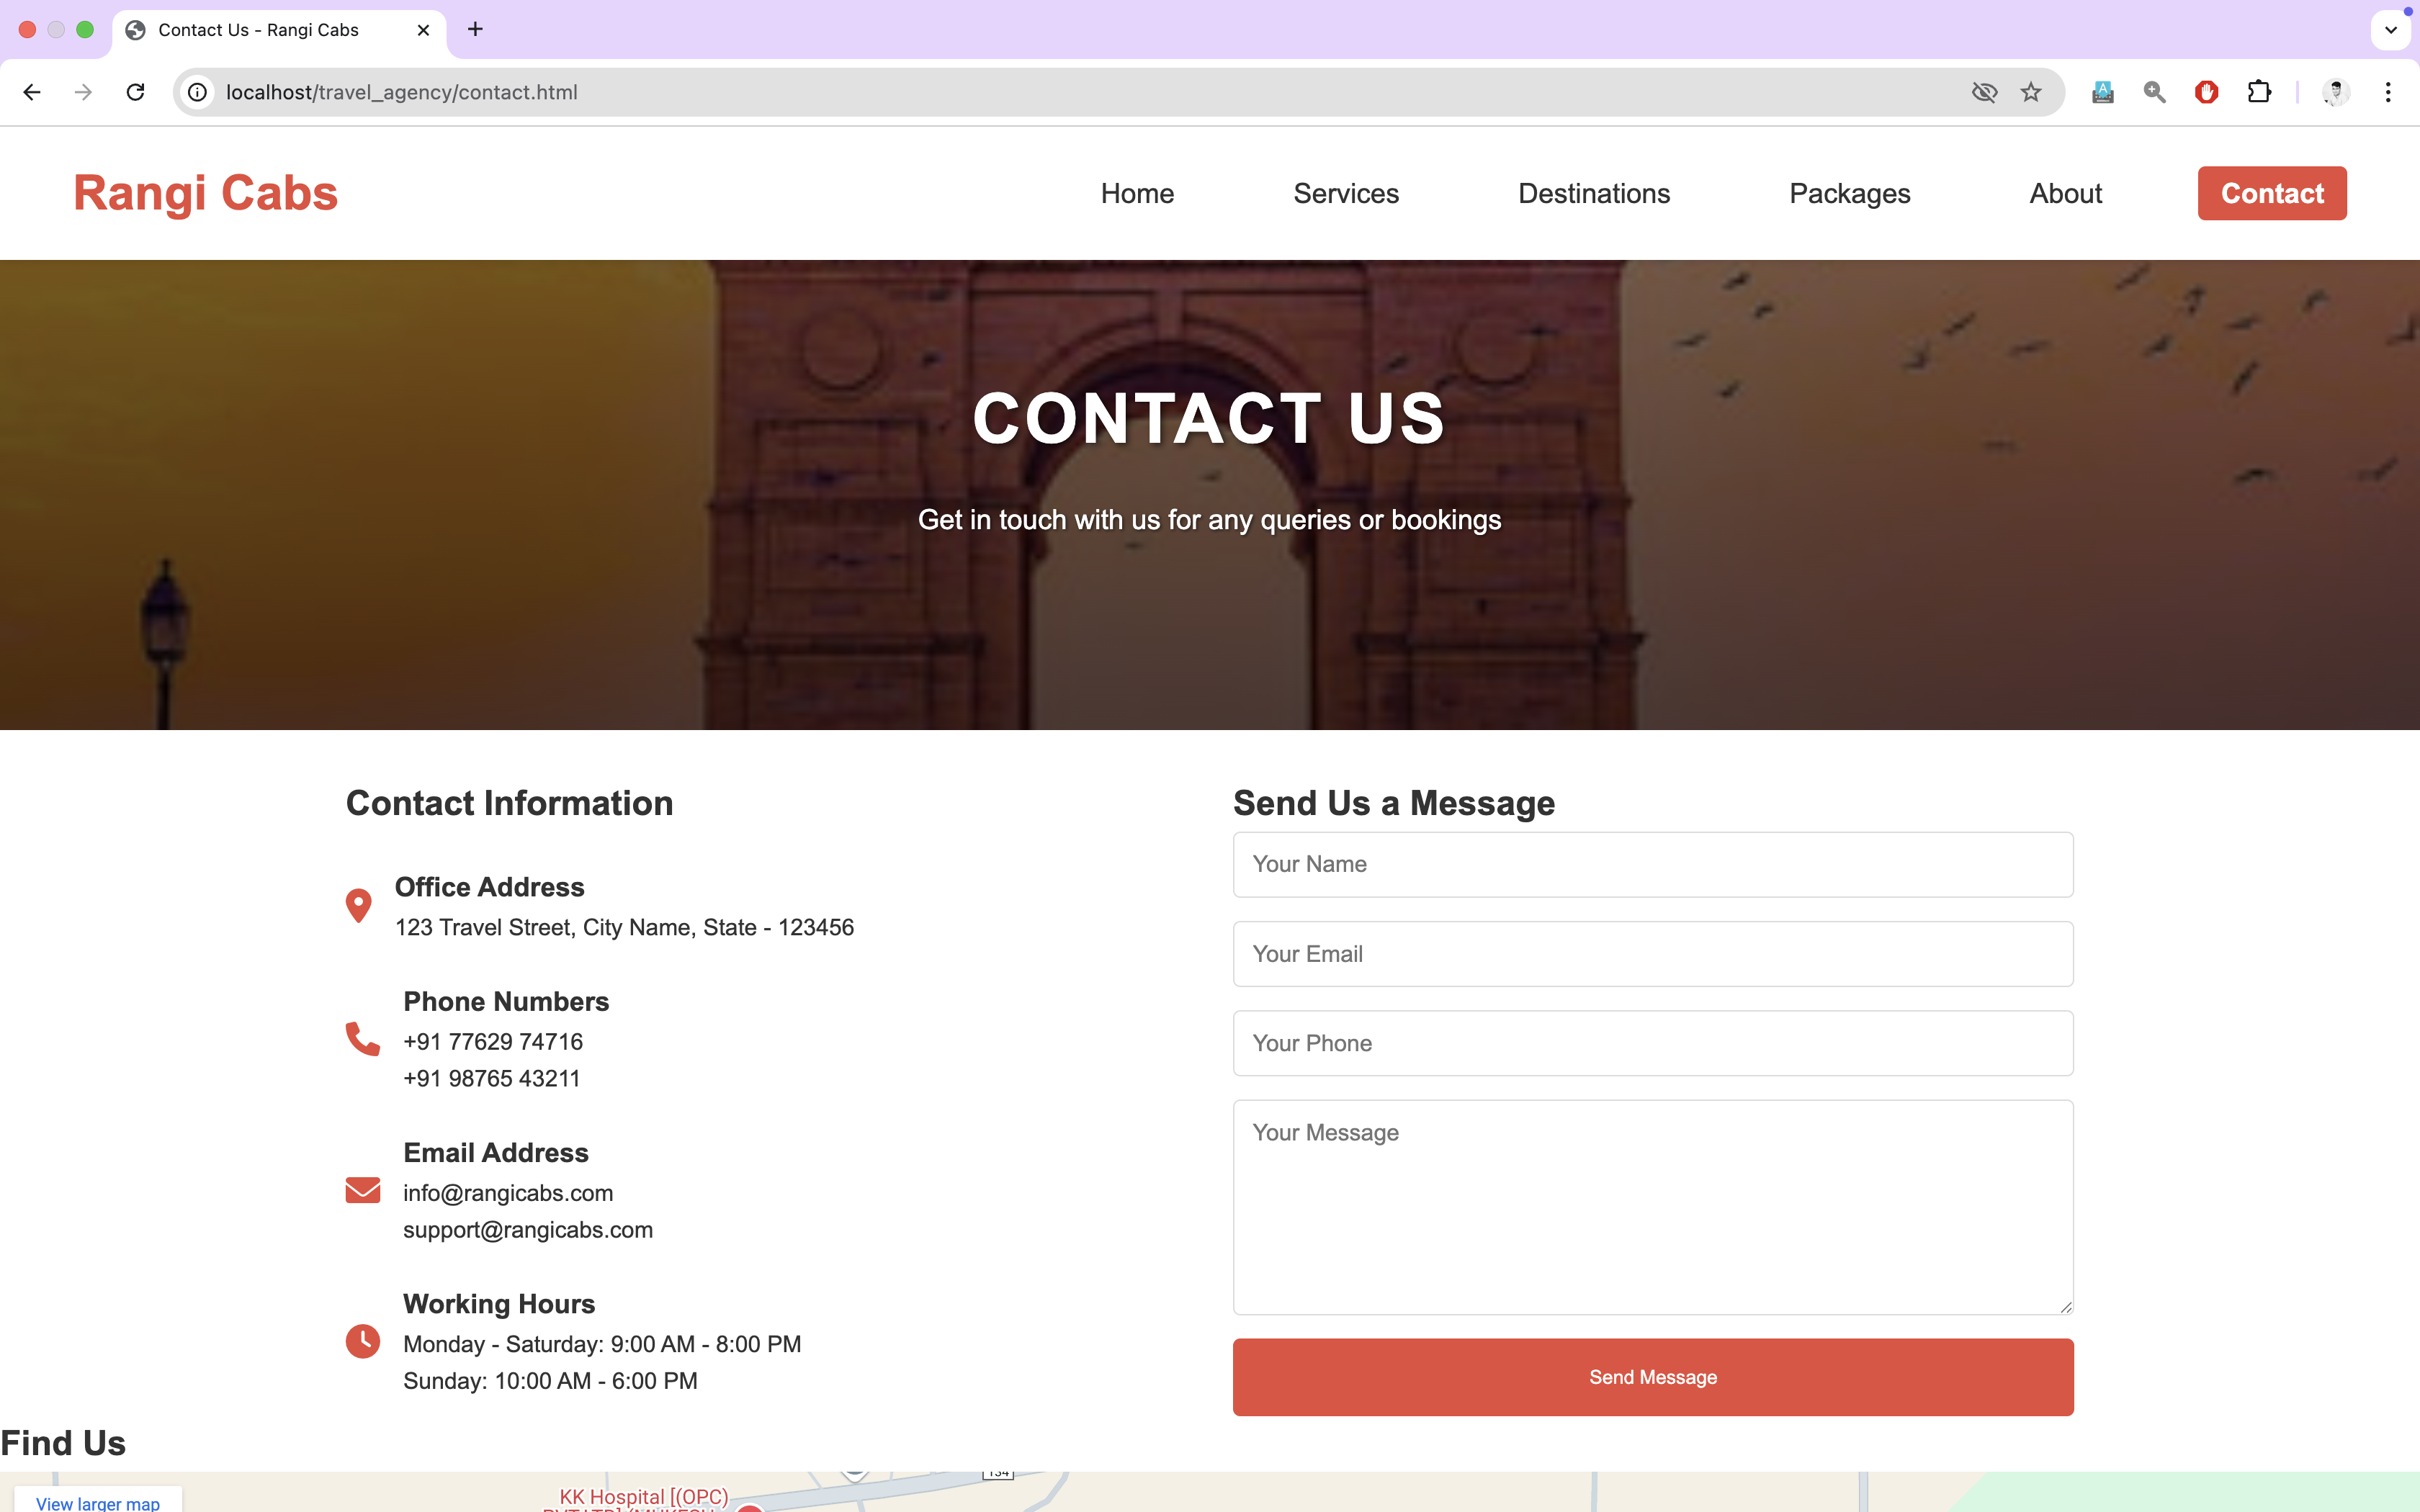 Contact Us - Rangi Cabs
localhost/travel_agency/contact.html
Rangi Cabs
Home Services Destinations Packages About Contact
CONTACT US
Get in touch with us for any queries or bookings
Contact Information
Office Address
123 Travel Street, City Name, State - 123456
Phone Numbers
+91 77629 74716
+91 98765 43211
Email Address
info@rangicabs.com
support@rangicabs.com
Working Hours
Monday - Saturday: 9:00 AM - 8:00 PM
Sunday: 10:00 AM - 6:00 PM
Send Us a Message
Your Name
Your Email
Your Phone
Your Message
Send Message
Find Us
View larger map
KK Hospital [(OPC)
134